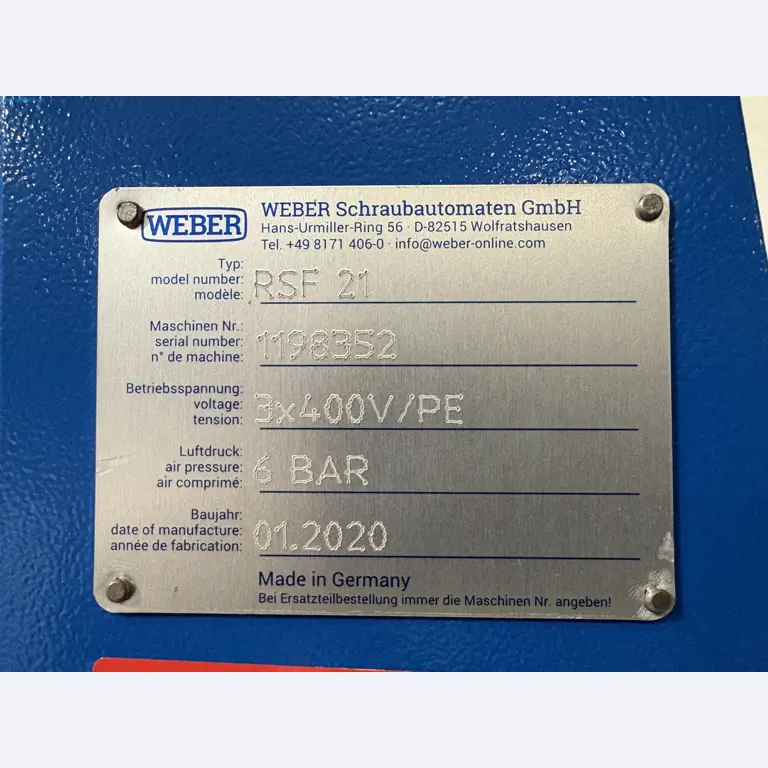 WEBER
WEBER Schraubautomaten GmbH
Hans-Urmiller-Ring 56 · D-82515 Wolfratshausen
Tel. +49 8171 406-0 · info@weber-online.com
Typ:
model number: RSF 21
modèle:
Maschinen Nr.:
serial number: 1198352
n° de machine:
Betriebsspannung:
voltage: 3x400V/PE
tension:
Luftdruck:
air pressure: 6 BAR
air comprimé:
Baujahr:
date of manufacture: 01.2020
année de fabrication:
Made in Germany
Bei Ersatzteilbestellung immer die Maschinen Nr. angeben!